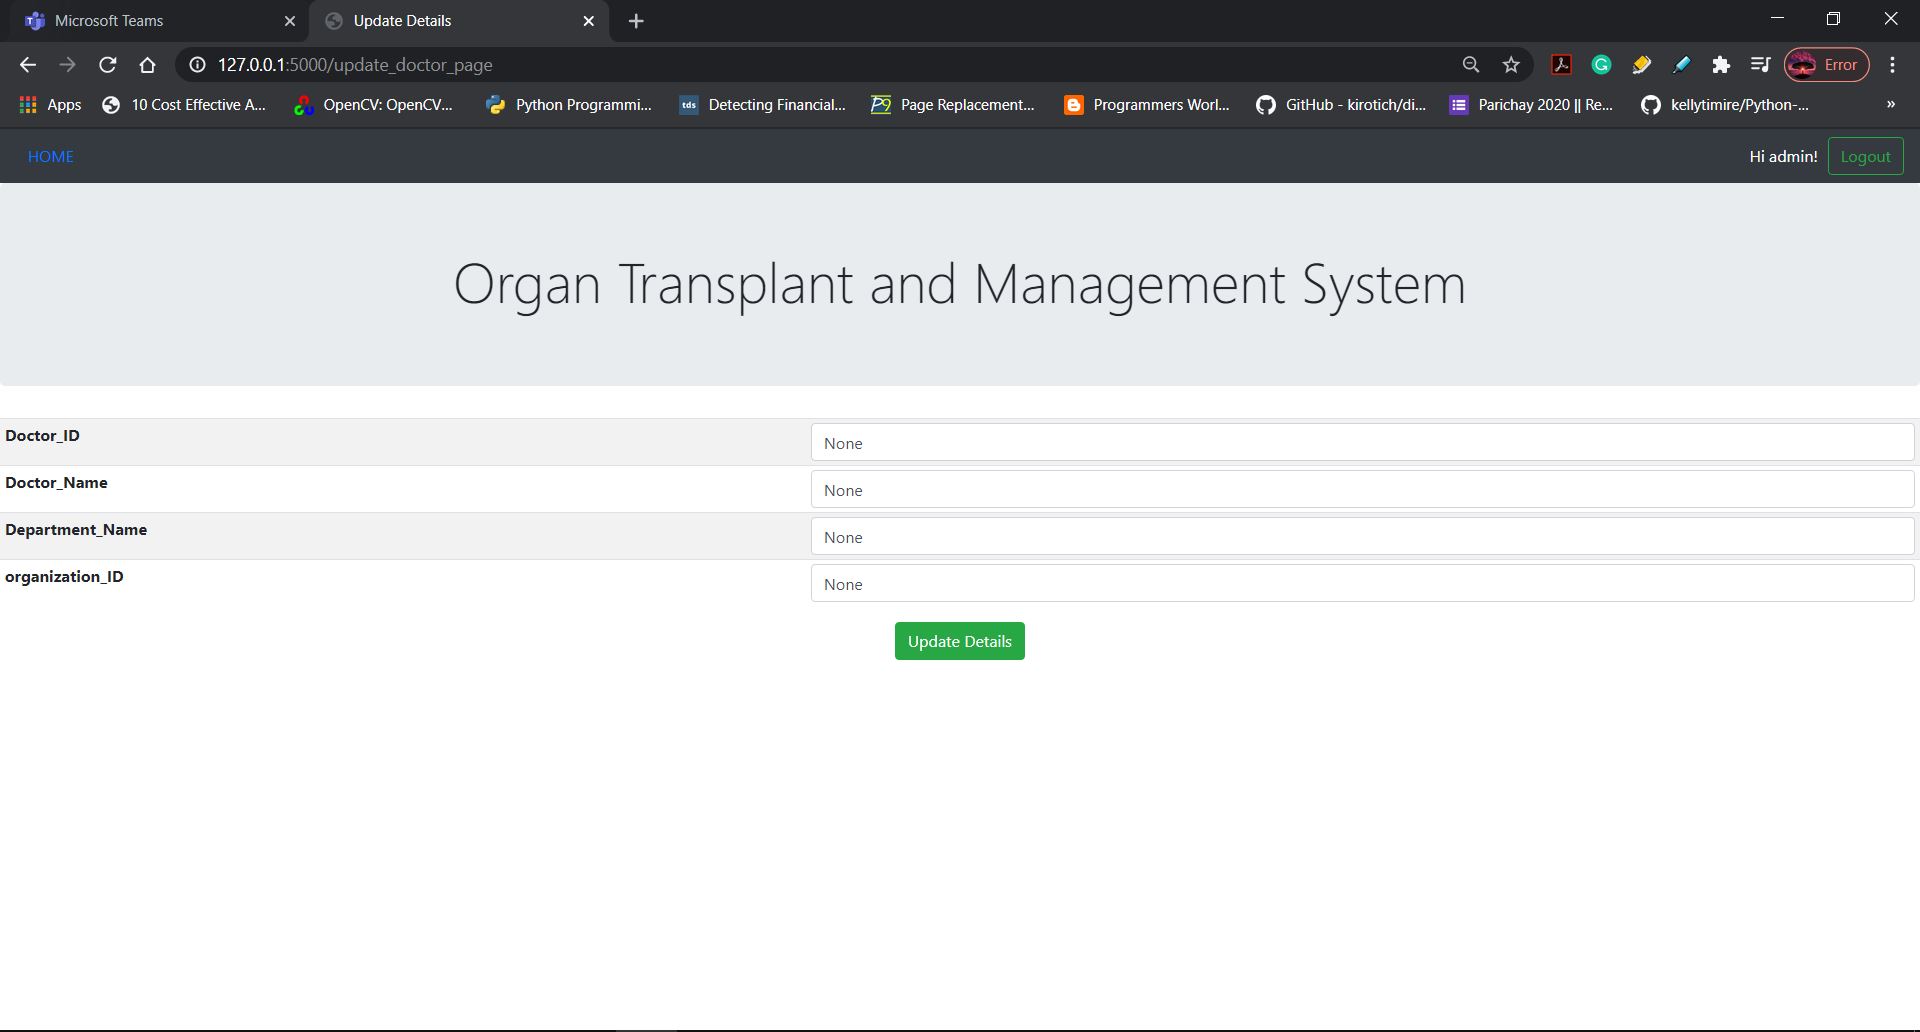 Microsoft Teams
Update Details
127.0.0.1:5000/update_doctor_page
Error
Apps
10 Cost Effective A...
OpenCV: OpenCV...
Python Programmi...
tds
Detecting Financial...
P9
Page Replacement...
Programmers Worl...
GitHub - kirotich/di...
Parichay 2020 || Re...
kellytimire/Python-...
»
HOME
Hi admin!
Logout
Organ Transplant and Management System
Doctor_ID None
Doctor_Name None
Department_Name None
organization_ID None
Update Details